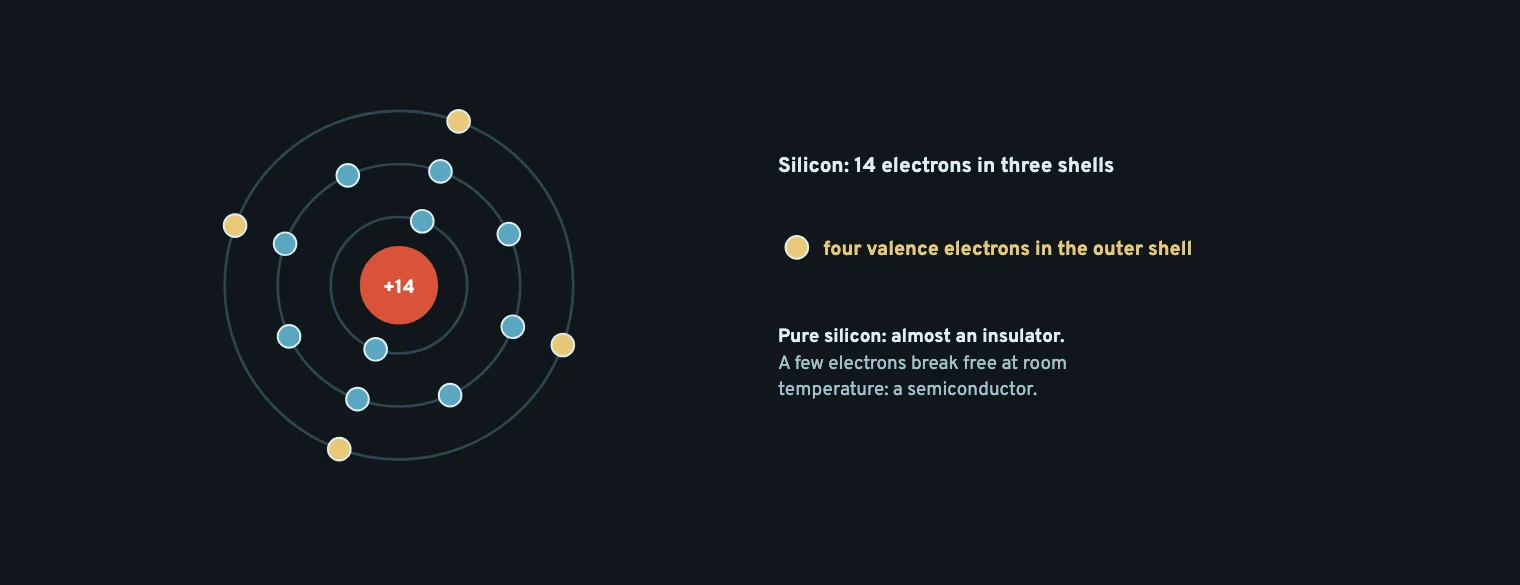 +14
Silicon: 14 electrons in three shells
four valence electrons in the outer shell
Pure silicon: almost an insulator.
A few electrons break free at room
temperature: a semiconductor.